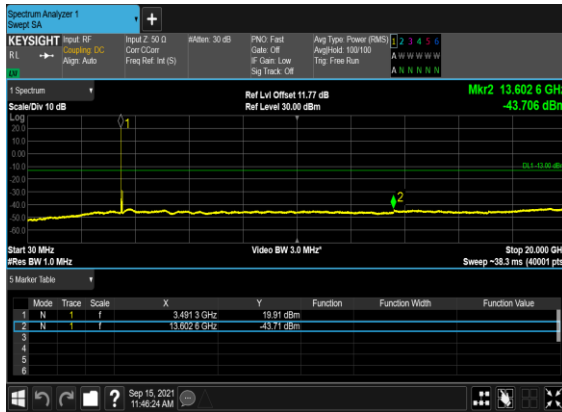 Spectrum Analyzer 1
Swept SA
+
KEYSIGHT Input: RF Input Z: 50 Ω #Atten: 30 dB PNO: Fast Avg Type: Power (RMS) 1 2 3 4 5 6
RL Coupling: DC Corr CCorr Gate: Off Avg|Hold: 100/100 A W W W W W
Align: Auto Freq Ref: Int (S) IF Gain: Low Trig: Free Run
Sig Track: Off A N N N N N
1 Spectrum Ref Lvl Offset 11.77 dB Mkr2 13.602 6 GHz
Scale/Div 10 dB Ref Level 30.00 dBm -43.706 dBm
Log
20.0
10.0
0.00
-10.0
DL1 -13.00 dBm
-20.0
-30.0
-40.0
-50.0
-60.0
1
2
Start 30 MHz Video BW 3.0 MHz* Stop 20.000 GHz
#Res BW 1.0 MHz Sweep ~38.3 ms (40001 pts)
5 Marker Table
Mode Trace Scale X Y Function Function Width Function Value
1 N 1 f 3.491 3 GHz 19.91 dBm
2 N 1 f 13.602 6 GHz -43.71 dBm
3
4
5
6
? Sep 15, 2021
11:46:24 AM